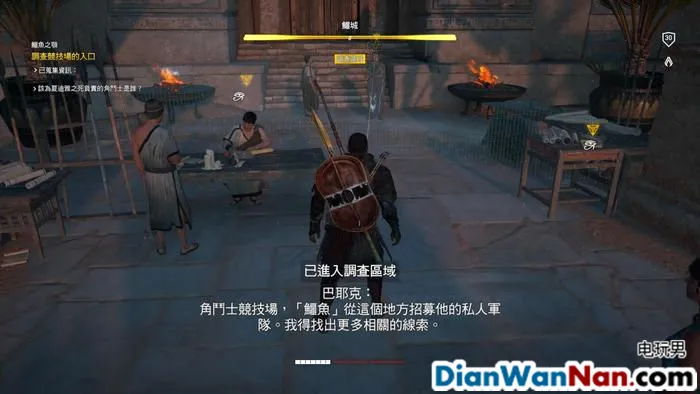 鱷城
30
鱷魚之顎
調查競技場的入口
> 已蒐集資訊：
> 該為夏迪雅之死負責的角鬥士是誰？
已進入調查區域
巴耶克：
角鬥士競技場，「鱷魚」從這個地方招募他的私人軍
隊。我得找出更多相關的線索。
电玩男
DianWanNan.com